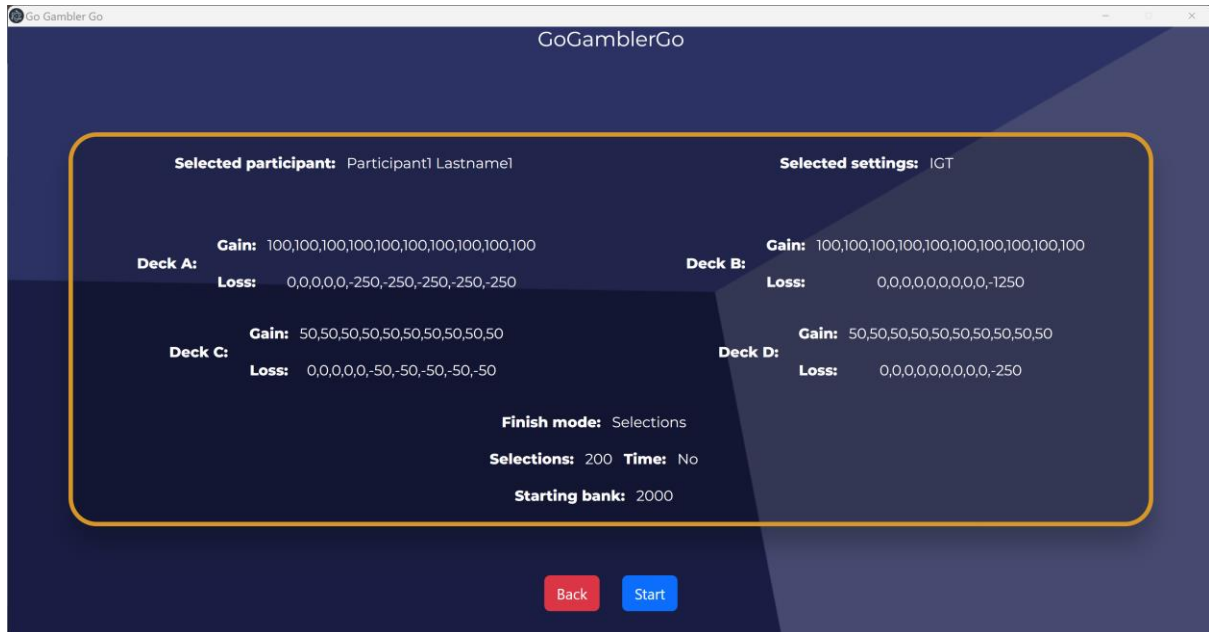 Go Gambler Go
GoGamblerGo
Selected participant: Participant1 Lastname1
Selected settings: IGT
Deck A:
Gain: 100,100,100,100,100,100,100,100,100,100
Loss: 0,0,0,0,0,-250,-250,-250,-250,-250
Deck B:
Gain: 100,100,100,100,100,100,100,100,100,100
Loss: 0,0,0,0,0,0,0,0,0,-1250
Deck C:
Gain: 50,50,50,50,50,50,50,50,50,50
Loss: 0,0,0,0,0,-50,-50,-50,-50,-50
Deck D:
Gain: 50,50,50,50,50,50,50,50,50,50
Loss: 0,0,0,0,0,0,0,0,0,-250
Finish mode: Selections
Selections: 200 Time: No
Starting bank: 2000
Back
Start